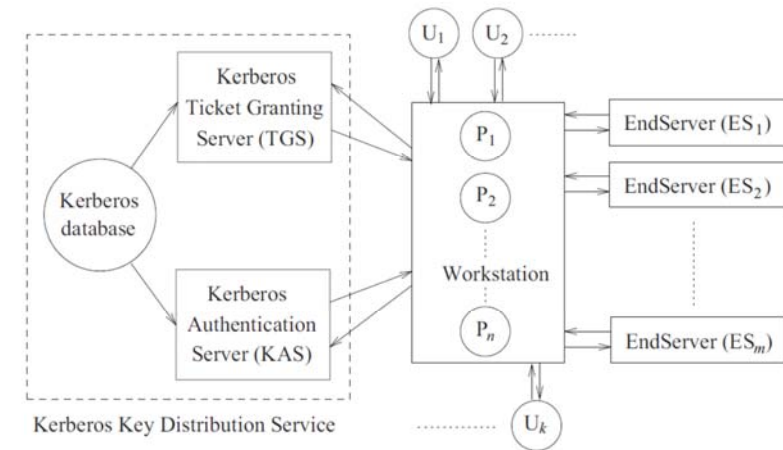 U1
U2
Kerberos
Ticket Granting
Server (TGS)
P1
EndServer (ES1)
P2
EndServer (ES2)
Kerberos
database
Workstation
Kerberos
Authentication
Server (KAS)
Pn
EndServer (ESm)
Kerberos Key Distribution Service
Uk